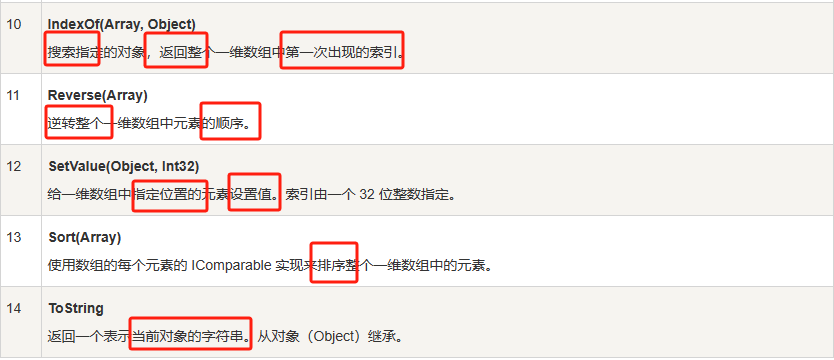 10 IndexOf(Array, Object)
搜索指定的对象，返回整个一维数组中第一次出现的索引。
11 Reverse(Array)
逆转整个一维数组中元素的顺序。
12 SetValue(Object, Int32)
给一维数组中指定位置的元素设置值。索引由一个 32 位整数指定。
13 Sort(Array)
使用数组的每个元素的 IComparable 实现来排序整个一维数组中的元素。
14 ToString
返回一个表示当前对象的字符串。从对象（Object）继承。